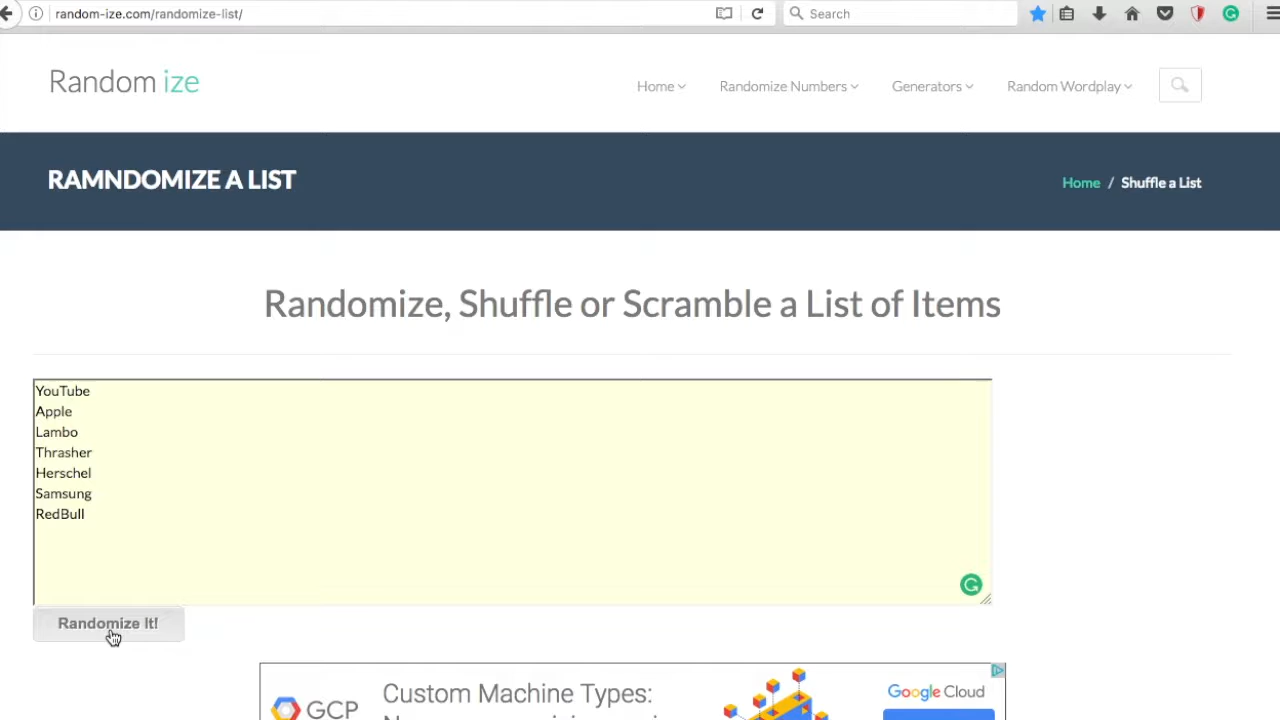 random-ize.com/randomize-list/
Search
Random ize
Home
Randomize Numbers
Generators
Random Wordplay
RAMNDOMIZE A LIST
Home / Shuffle a List
Randomize, Shuffle or Scramble a List of Items
YouTube
Apple
Lambo
Thrasher
Herschel
Samsung
RedBull
Randomize It!
GCP
Custom Machine Types:
Google Cloud